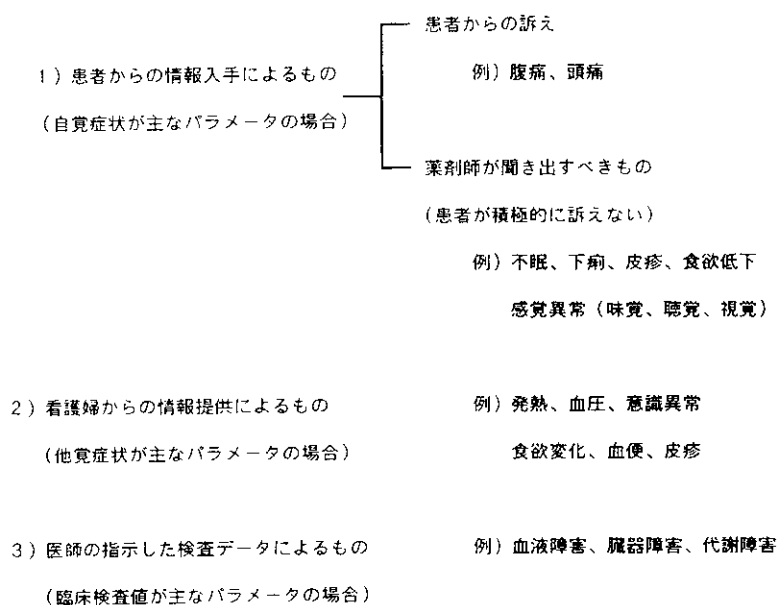 患者からの訴え
1）患者からの情報入手によるもの
例）腹痛、頭痛
（自覚症状が主なパラメータの場合）
薬剤師が聞き出すべきもの
（患者が積極的に訴えない）
例）不眠、下痢、皮疹、食欲低下
感覚異常（味覚、聴覚、視覚）
2）看護婦からの情報提供によるもの
例）発熱、血圧、意識異常
（他覚症状が主なパラメータの場合）
食欲変化、血便、皮疹
3）医師の指示した検査データによるもの
例）血液障害、臓器障害、代謝障害
（臨床検査値が主なパラメータの場合）